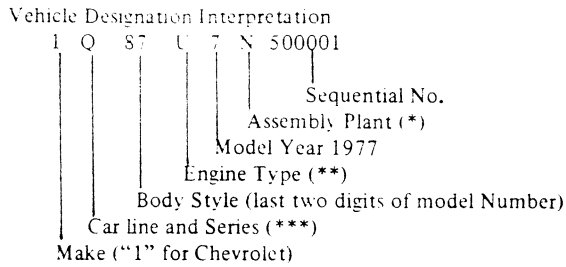 Vehicle Designation Interpretation
1 Q 87 U 7 N 500001
Sequential No.
Assembly Plant (*)
Model Year 1977
Engine Type (**)
Body Style (last two digits of model Number)
Car line and Series (***)
Make ("1" for Chevrolet)